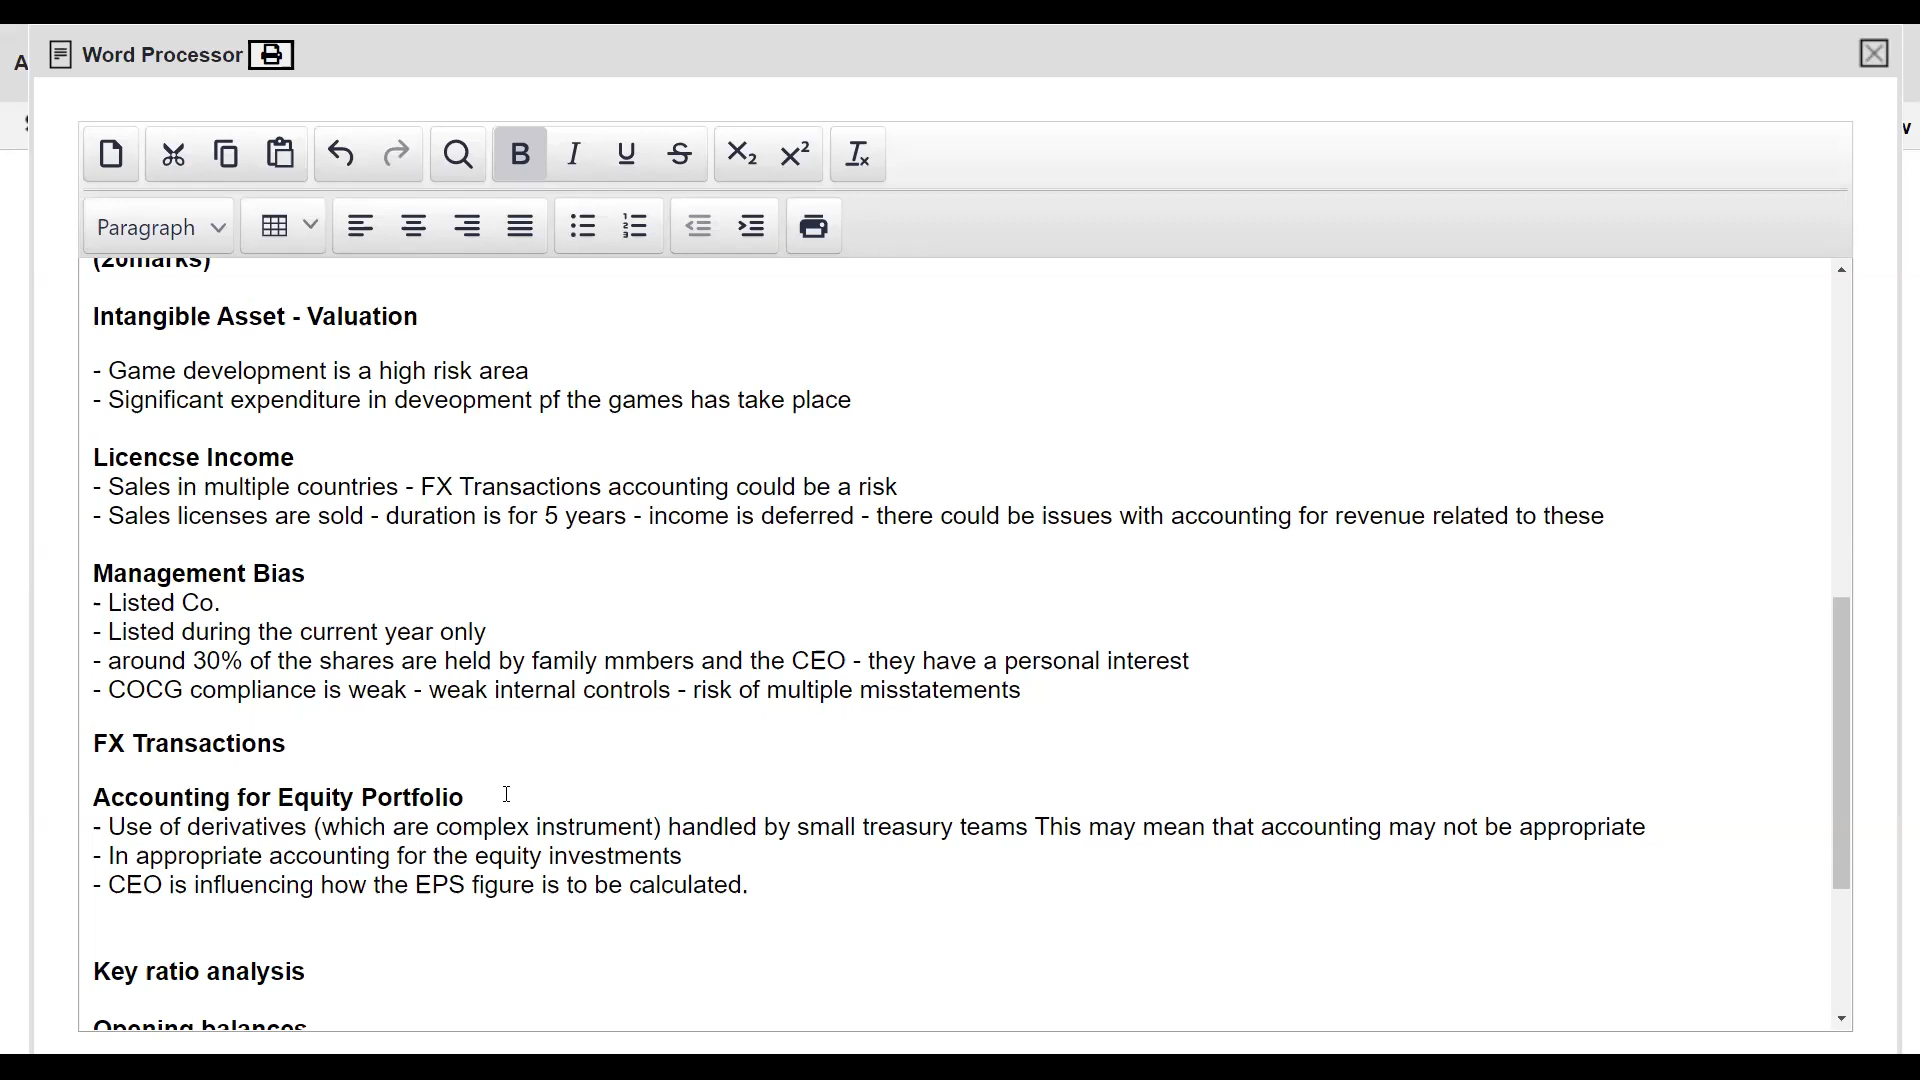 Word Processor
B I U S X₂ X²
Paragraph
(20marks)
Intangible Asset - Valuation
- Game development is a high risk area
- Significant expenditure in deveopment pf the games has take place
Licencse Income
- Sales in multiple countries - FX Transactions accounting could be a risk
- Sales licenses are sold - duration is for 5 years - income is deferred - there could be issues with accounting for revenue related to these
Management Bias
- Listed Co.
- Listed during the current year only
- around 30% of the shares are held by family mmbers and the CEO - they have a personal interest
- COCG compliance is weak - weak internal controls - risk of multiple misstatements
FX Transactions
Accounting for Equity Portfolio
- Use of derivatives (which are complex instrument) handled by small treasury teams This may mean that accounting may not be appropriate
- In appropriate accounting for the equity investments
- CEO is influencing how the EPS figure is to be calculated.
Key ratio analysis
Opening balances